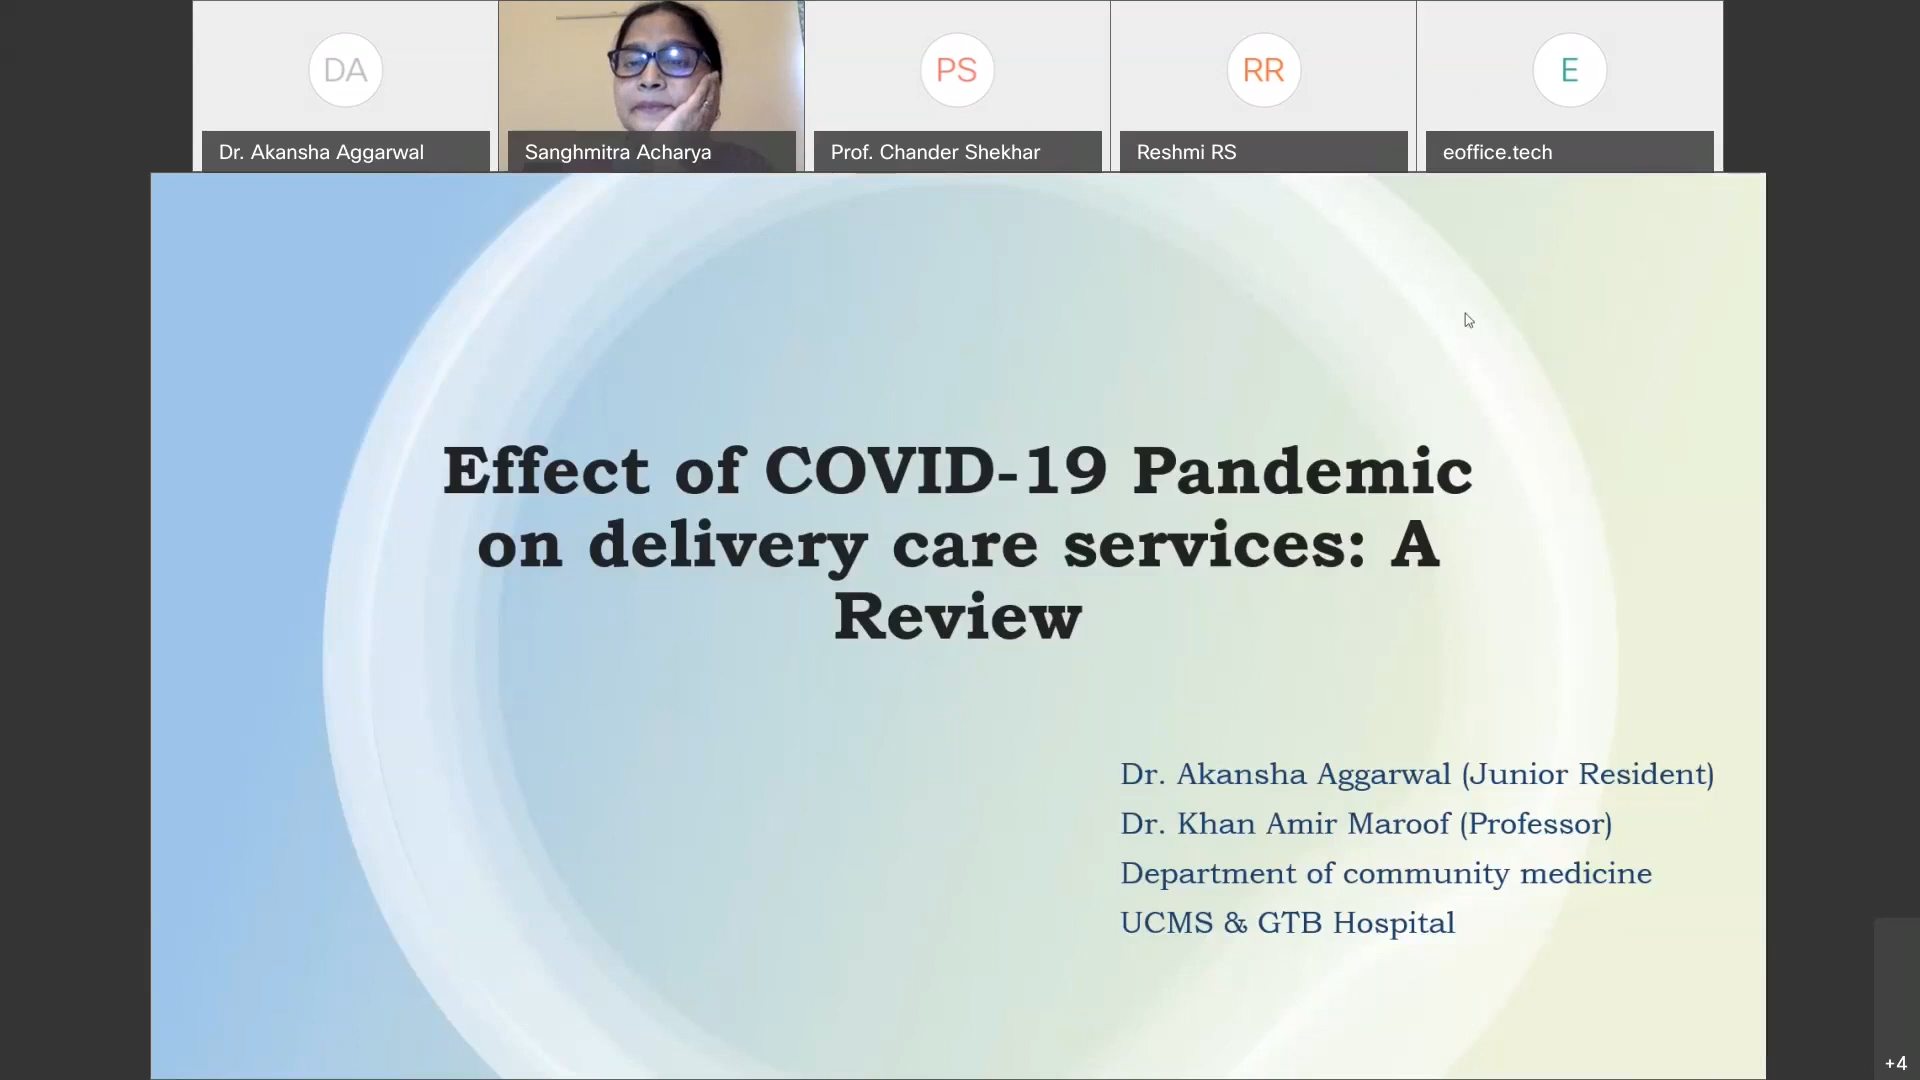 DA
PS
RR
E
Dr. Akansha Aggarwal
Sanghmitra Acharya
Prof. Chander Shekhar
Reshmi RS
eoffice.tech
Effect of COVID-19 Pandemic
on delivery care services: A
Review
Dr. Akansha Aggarwal (Junior Resident)
Dr. Khan Amir Maroof (Professor)
Department of community medicine
UCMS & GTB Hospital
+4